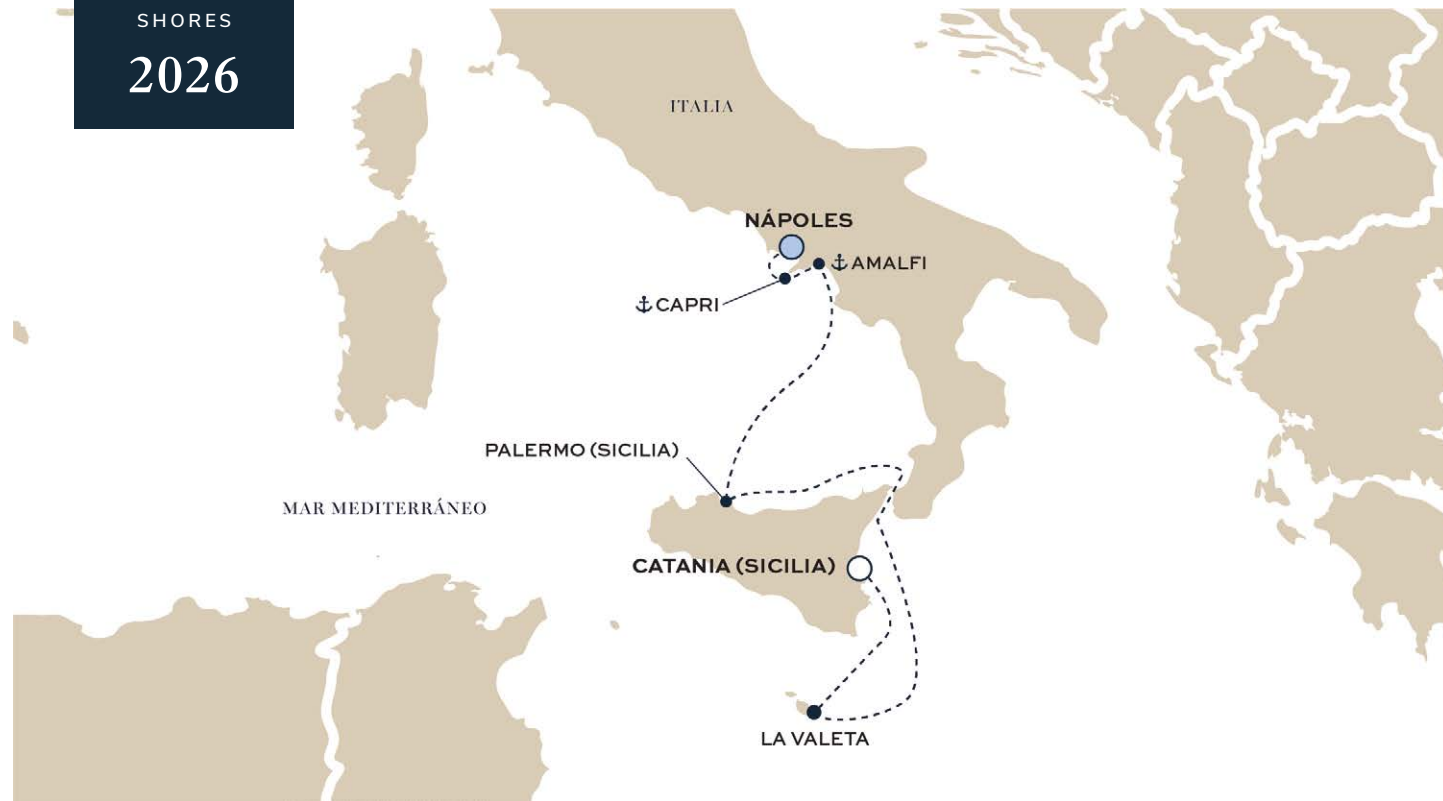 SHORES
2026
ITALIA
NÁPOLES
AMALFI
CAPRI
PALERMO (SICILIA)
MAR MEDITERRÁNEO
CATANIA (SICILIA)
LA VALETA